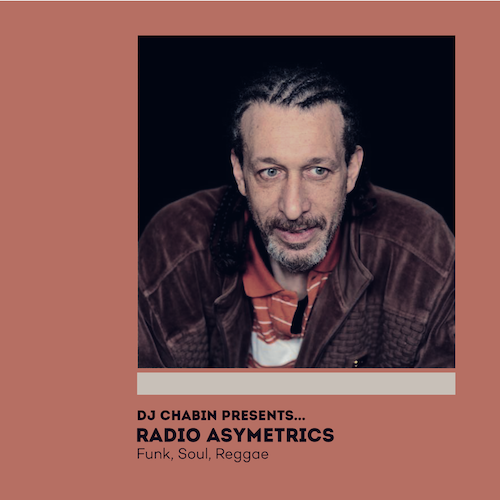 DJ CHABIN PRESENTS...
RADIO ASYMETRICS
Funk, Soul, Reggae